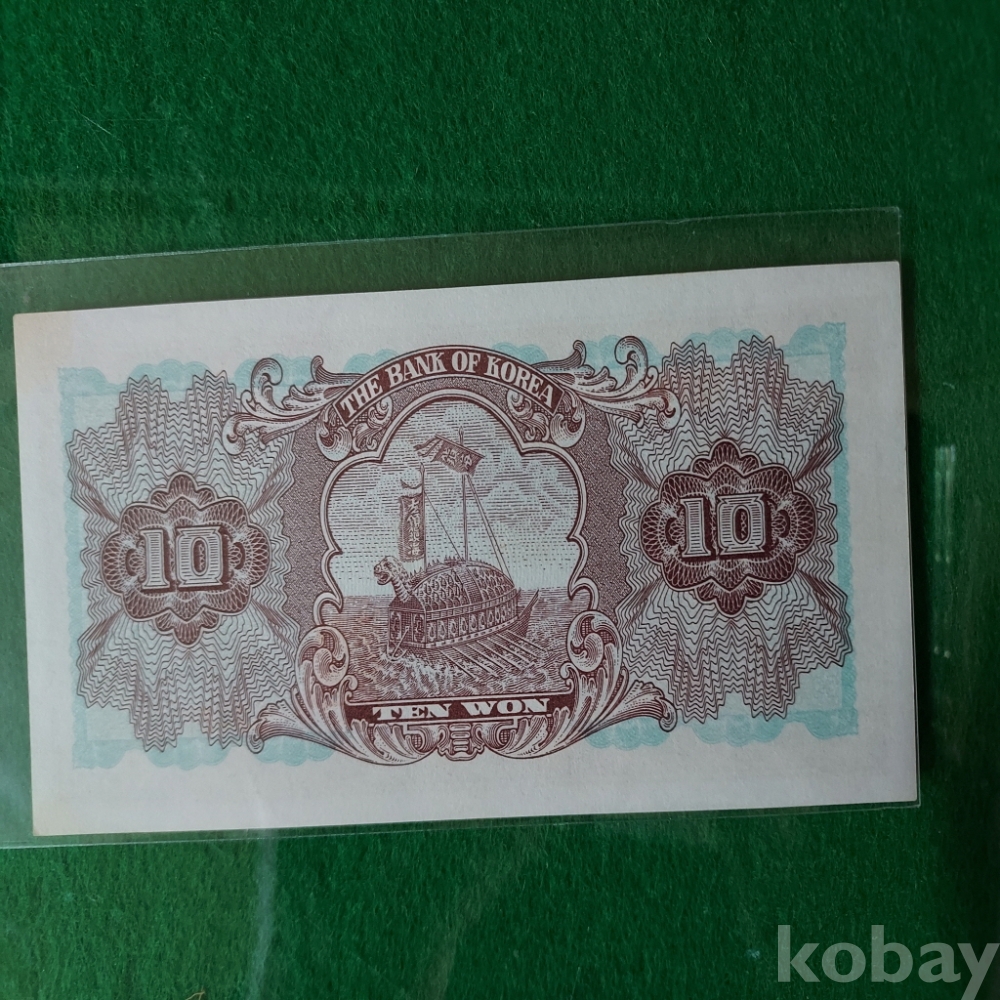 THE BANK OF KOREA
10
10
TEN WON
kobay